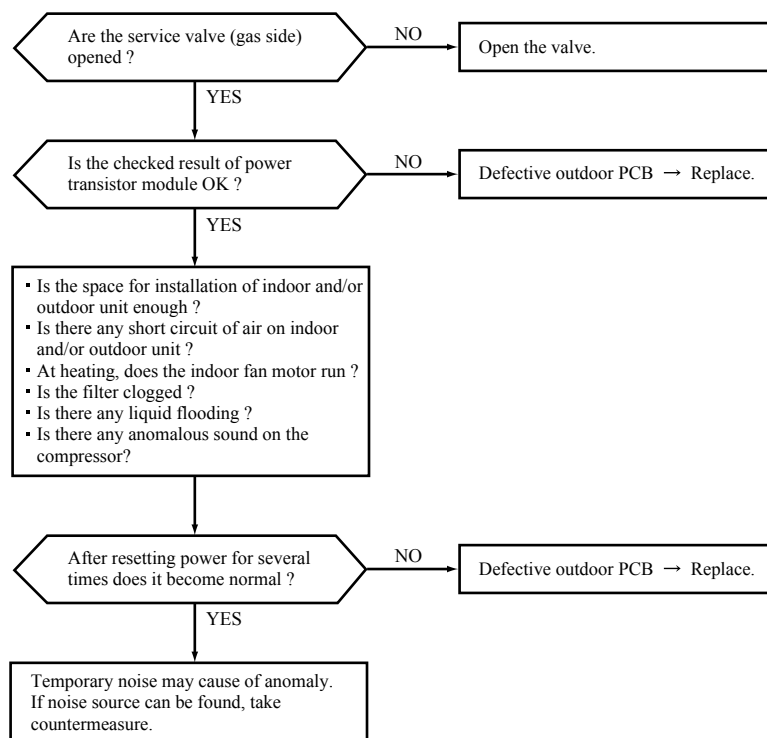 Are the service valve (gas side)
opened ?
NO
Open the valve.
YES
Is the checked result of power
transistor module OK ?
NO
Defective outdoor PCB → Replace.
YES
・Is the space for installation of indoor and/or
outdoor unit enough ?
・Is there any short circuit of air on indoor
and/or outdoor unit ?
・At heating, does the indoor fan motor run ?
・Is the filter clogged ?
・Is there any liquid flooding ?
・Is there any anomalous sound on the
compressor?
After resetting power for several
times does it become normal ?
NO
Defective outdoor PCB → Replace.
YES
Temporary noise may cause of anomaly.
If noise source can be found, take
countermeasure.